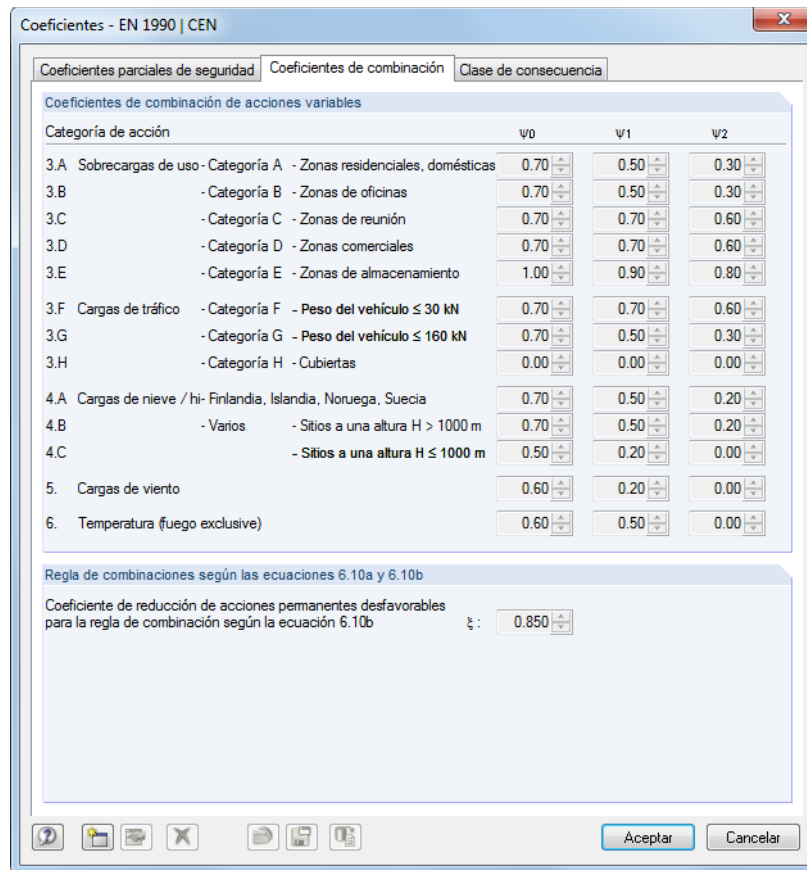 Coeficientes - EN 1990 | CEN
Coeficientes parciales de seguridad Coeficientes de combinación Clase de consecuencia
Coeficientes de combinación de acciones variables
Categoría de acción Ψ0 Ψ1 Ψ2
3.A Sobrecargas de uso - Categoría A - Zonas residenciales, domésticas 0.70 0.50 0.30
3.B - Categoría B - Zonas de oficinas 0.70 0.50 0.30
3.C - Categoría C - Zonas de reunión 0.70 0.70 0.60
3.D - Categoría D - Zonas comerciales 0.70 0.70 0.60
3.E - Categoría E - Zonas de almacenamiento 1.00 0.90 0.80
3.F Cargas de tráfico - Categoría F – Peso del vehículo ≤ 30 kN 0.70 0.70 0.60
3.G - Categoría G – Peso del vehículo ≤ 160 kN 0.70 0.50 0.30
3.H - Categoría H - Cubiertas 0.00 0.00 0.00
4.A Cargas de nieve / hi- Finlandia, Islandia, Noruega, Suecia 0.70 0.50 0.20
4.B - Varios - Sitios a una altura H > 1000 m 0.70 0.50 0.20
4.C – Sitios a una altura H ≤ 1000 m 0.50 0.20 0.00
5. Cargas de viento 0.60 0.20 0.00
6. Temperatura (fuego exclusive) 0.60 0.50 0.00
Regla de combinaciones según las ecuaciones 6.10a y 6.10b
Coeficiente de reducción de acciones permanentes desfavorables
para la regla de combinación según la ecuación 6.10b ξ : 0.850
Aceptar Cancelar